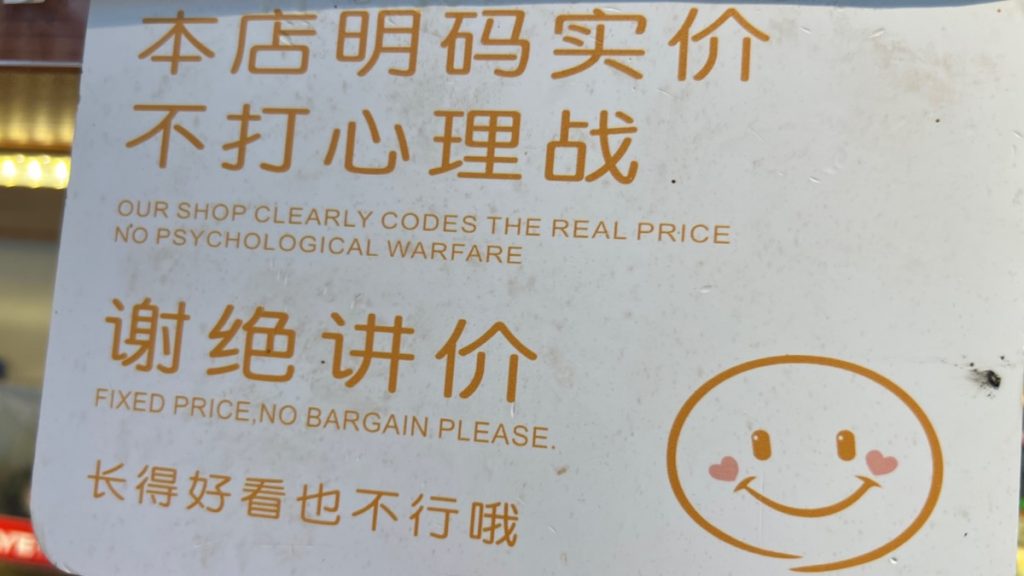 本店明码实价
不打心理战
OUR SHOP CLEARLY CODES THE REAL PRICE
NO PSYCHOLOGICAL WARFARE
谢绝讲价
FIXED PRICE,NO BARGAIN PLEASE.
长得好看也不行哦